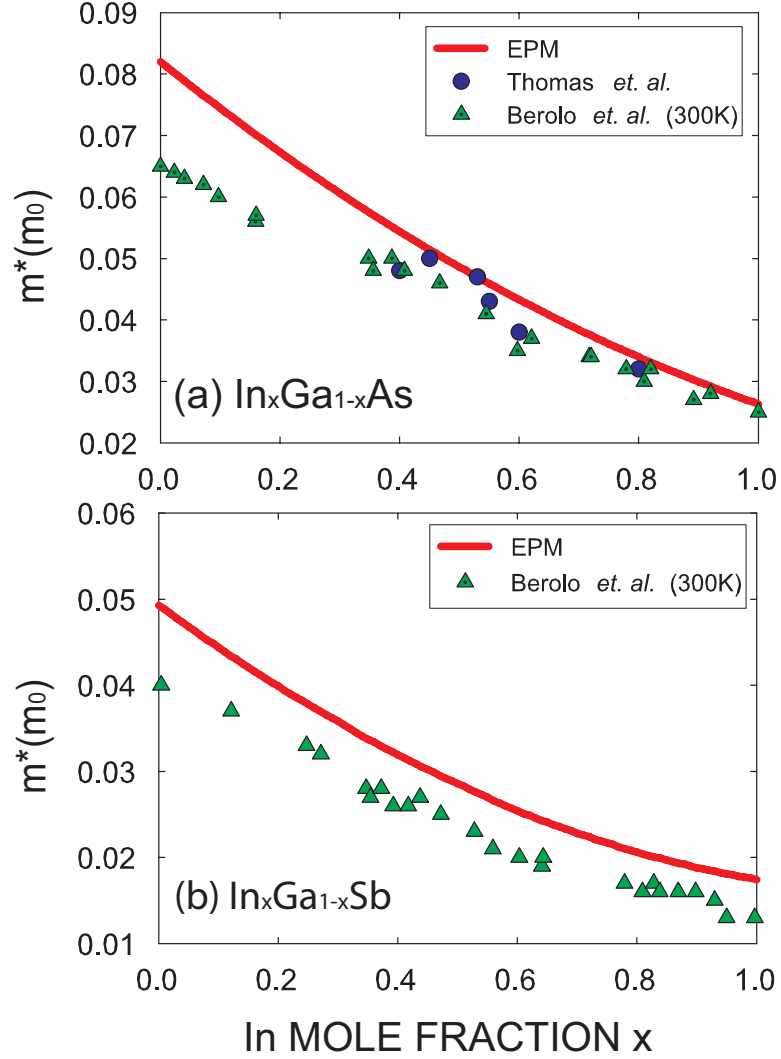 0.09
0.08
0.07
0.06
0.05
0.04
0.03
0.02
m*(m0)
EPM
Thomas et. al.
Berolo et. al. (300K)
(a) InxGa1-xAs
0.0 0.2 0.4 0.6 0.8 1.0
0.06
0.05
0.04
0.03
0.02
0.01
m*(m0)
EPM
Berolo et. al. (300K)
(b) InxGa1-xSb
0.0 0.2 0.4 0.6 0.8 1.0
In MOLE FRACTION x